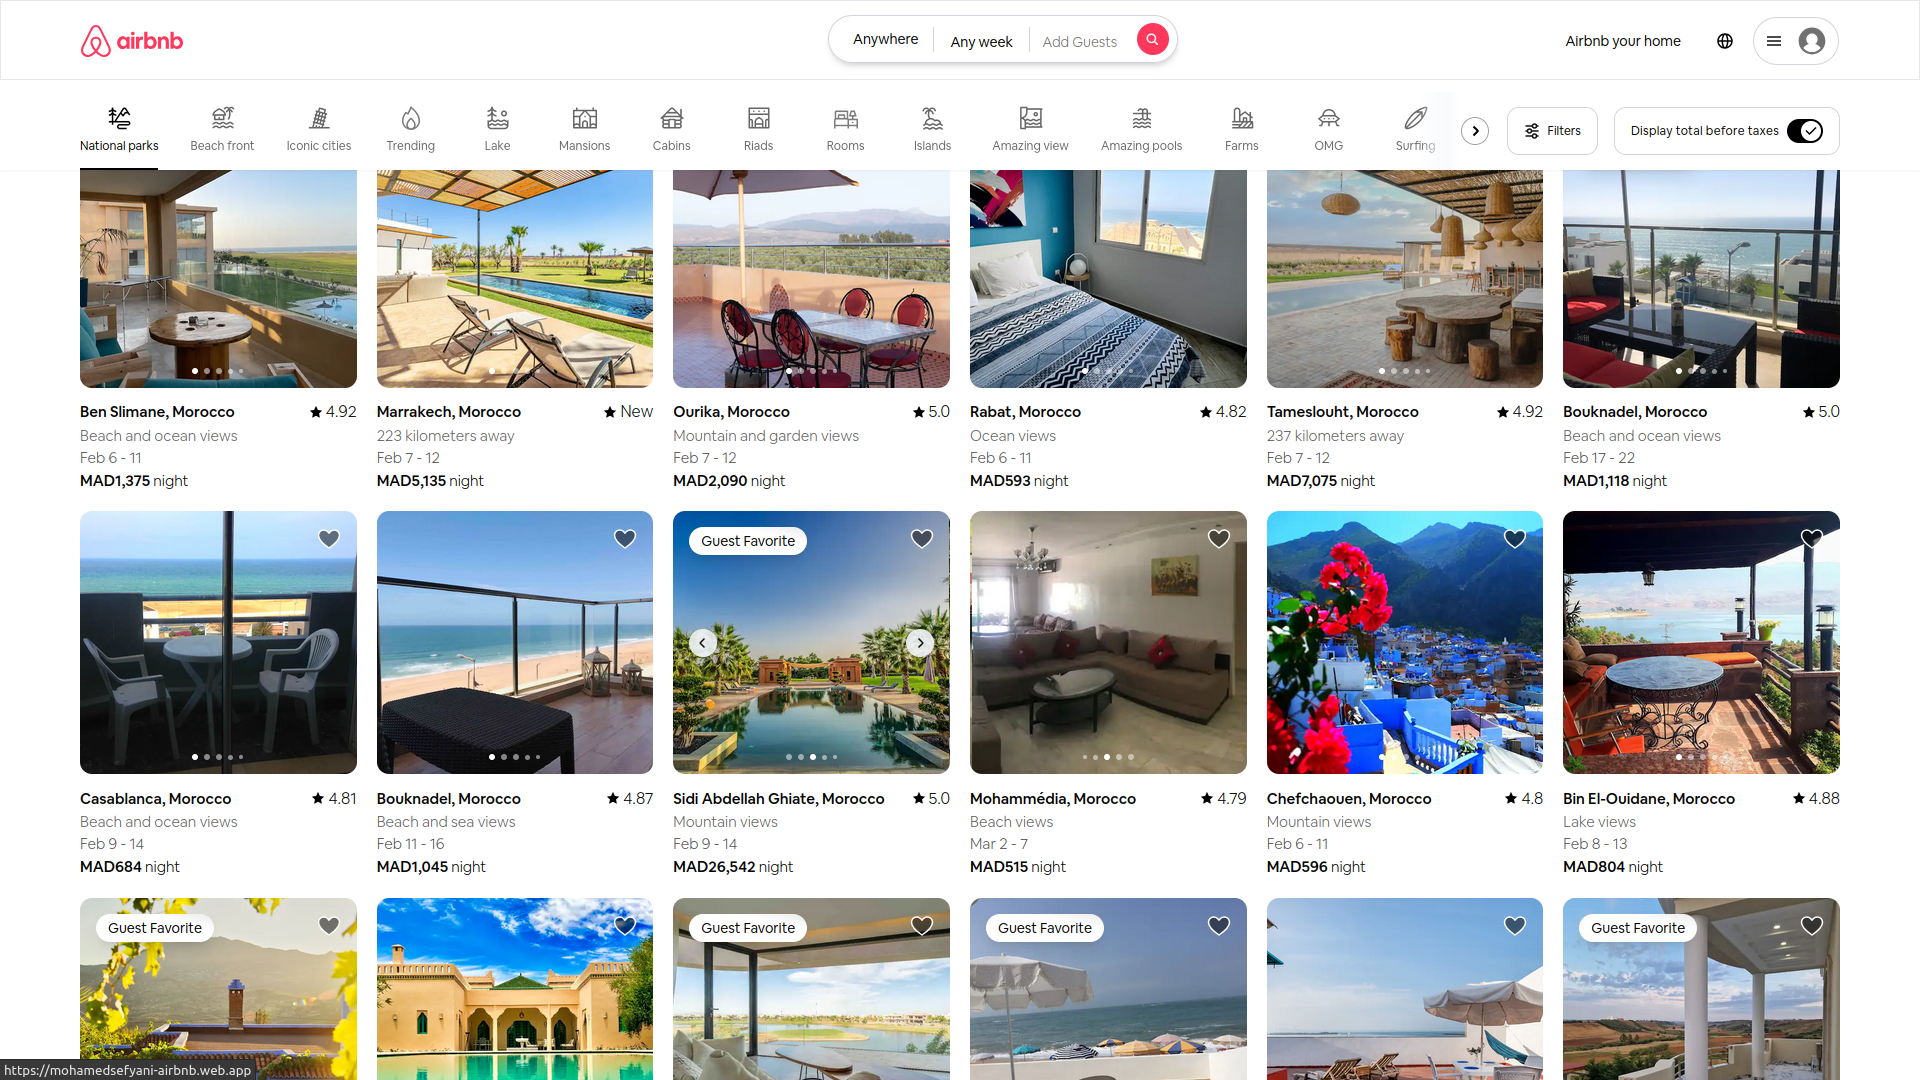 airbnb
Anywhere
Any week
Add Guests
Airbnb your home
National parks
Beach front
Iconic cities
Trending
Lake
Mansions
Cabins
Riads
Rooms
Islands
Amazing view
Amazing pools
Farms
OMG
Surfing
Filters
Display total before taxes
Ben Slimane, Morocco
4.92
Beach and ocean views
Feb 6 - 11
MAD1,375 night
Marrakech, Morocco
New
223 kilometers away
Feb 7 - 12
MAD5,135 night
Ourika, Morocco
5.0
Mountain and garden views
Feb 7 - 12
MAD2,090 night
Rabat, Morocco
4.82
Ocean views
Feb 6 - 11
MAD593 night
Tameslouht, Morocco
4.92
237 kilometers away
Feb 7 - 12
MAD7,075 night
Bouknadel, Morocco
5.0
Beach and ocean views
Feb 17 - 22
MAD1,118 night
Casablanca, Morocco
4.81
Beach and ocean views
Feb 9 - 14
MAD684 night
Bouknadel, Morocco
4.87
Beach and sea views
Feb 11 - 16
MAD1,045 night
Guest Favorite
Sidi Abdellah Ghiate, Morocco
5.0
Mountain views
Feb 9 - 14
MAD26,542 night
Mohammédia, Morocco
4.79
Beach views
Mar 2 - 7
MAD515 night
Chefchaouen, Morocco
4.8
Mountain views
Feb 6 - 11
MAD596 night
Bin El-Ouidane, Morocco
4.88
Lake views
Feb 8 - 13
MAD804 night
Guest Favorite
Guest Favorite
Guest Favorite
Guest Favorite
https://mohamedsefyani-airbnb.web.app